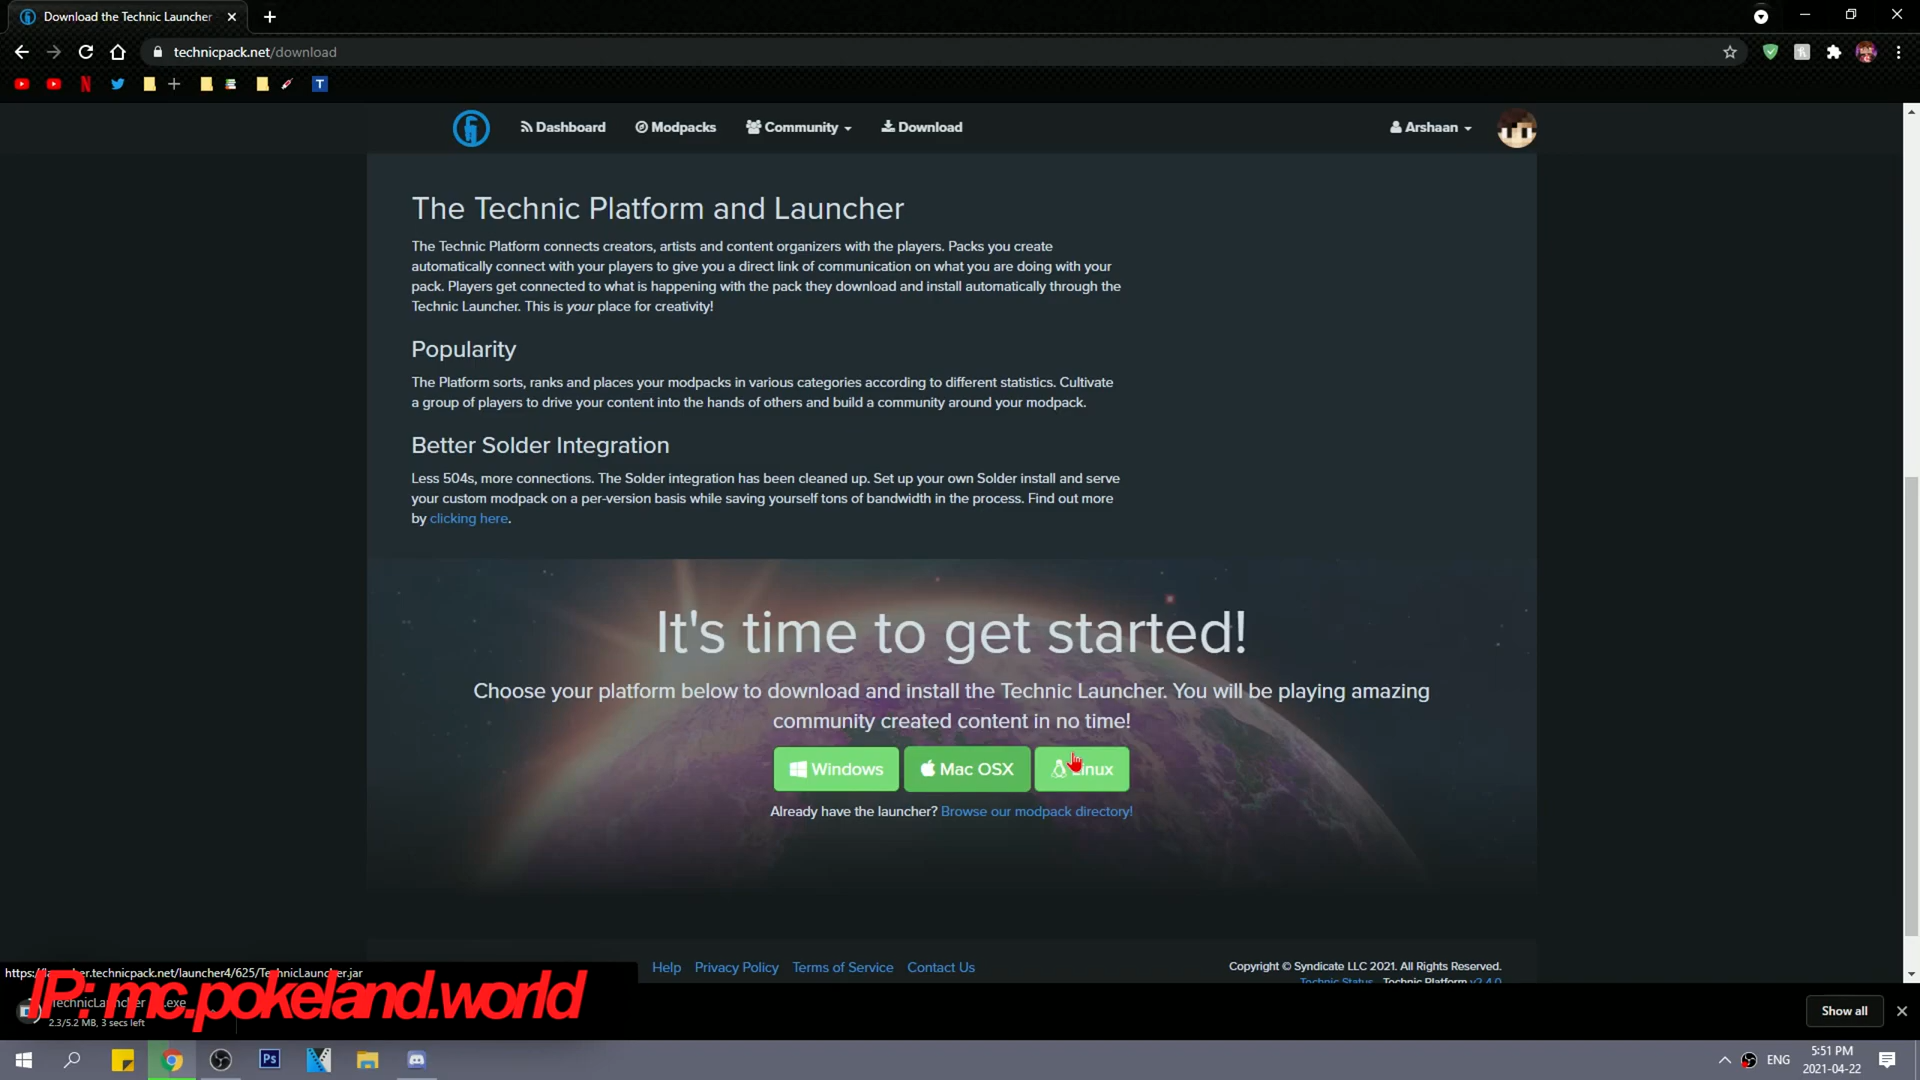 Download the Technic Launcher
technicpack.net/download
T
Dashboard
Modpacks
Community
Download
Arshaan
The Technic Platform and Launcher
The Technic Platform connects creators, artists and content organizers with the players. Packs you create
automatically connect with your players to give you a direct link of communication on what you are doing with your
pack. Players get connected to what is happening with the pack they download and install automatically through the
Technic Launcher. This is your place for creativity!
Popularity
The Platform sorts, ranks and places your modpacks in various categories according to different statistics. Cultivate
a group of players to drive your content into the hands of others and build a community around your modpack.
Better Solder Integration
Less 504s, more connections. The Solder integration has been cleaned up. Set up your own Solder install and serve
your custom modpack on a per-version basis while saving yourself tons of bandwidth in the process. Find out more
by clicking here.
It's time to get started!
Choose your platform below to download and install the Technic Launcher. You will be playing amazing
community created content in no time!
Windows
Mac OSX
Linux
Already have the launcher? Browse our modpack directory!
Help
Privacy Policy
Terms of Service
Contact Us
Copyright © Syndicate LLC 2021. All Rights Reserved.
Technic Status - Technic Platform v2.4.0
IP: mc.pokeland.world
2.3/5.2 MB, 3 secs left
Show all
Ps
ENG
5:51 PM
2021-04-22